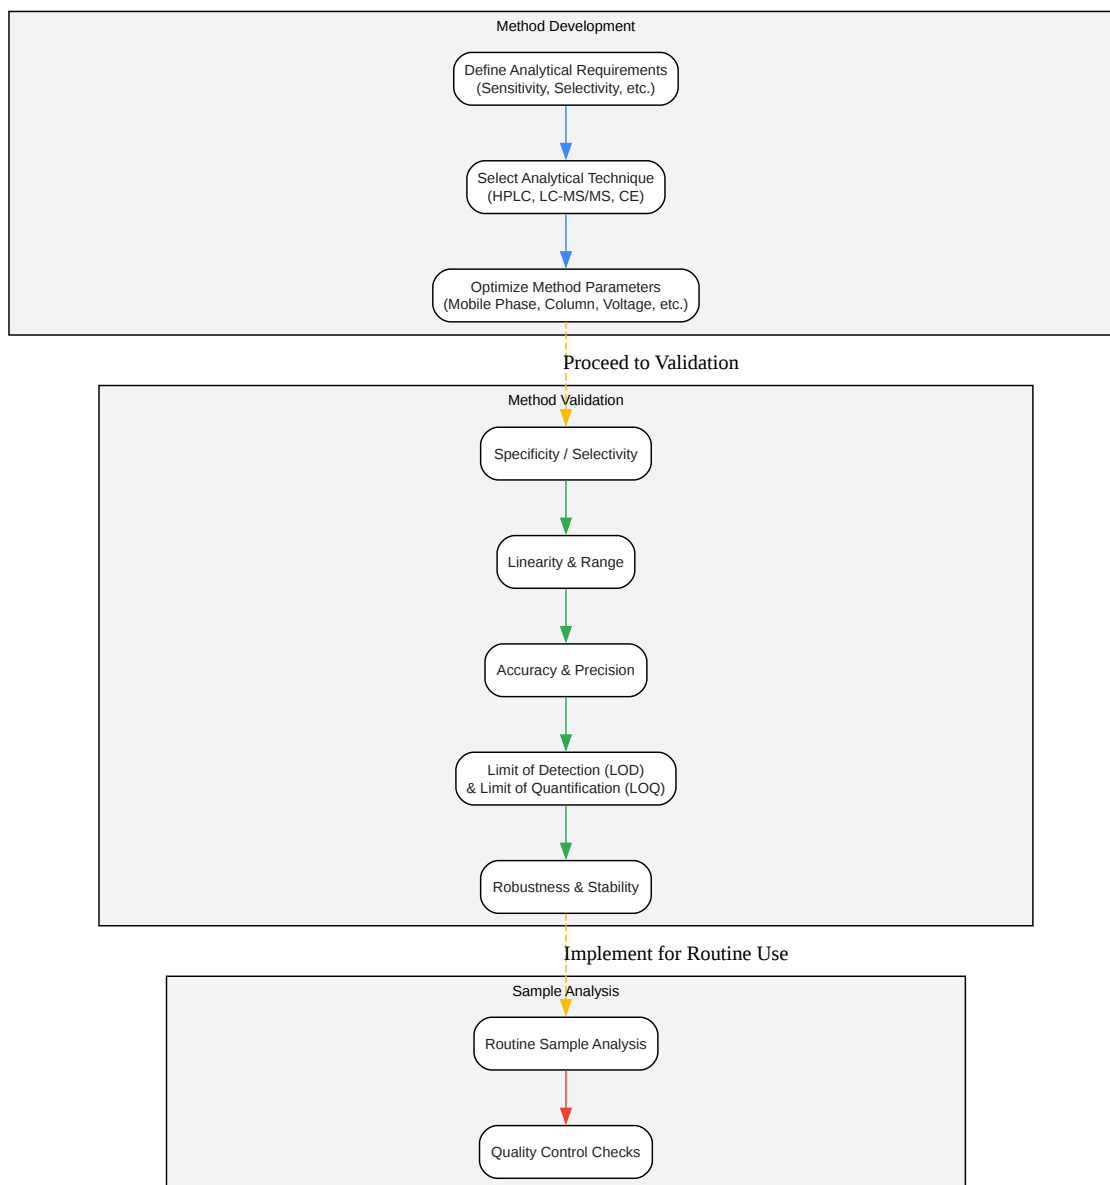 Method Development
Define Analytical Requirements
(Sensitivity, Selectivity, etc.)
Select Analytical Technique
(HPLC, LC-MS/MS, CE)
Optimize Method Parameters
(Mobile Phase, Column, Voltage, etc.)
Proceed to Validation
Method Validation
Specificity / Selectivity
Linearity & Range
Accuracy & Precision
Limit of Detection (LOD)
& Limit of Quantification (LOQ)
Robustness & Stability
Implement for Routine Use
Sample Analysis
Routine Sample Analysis
Quality Control Checks